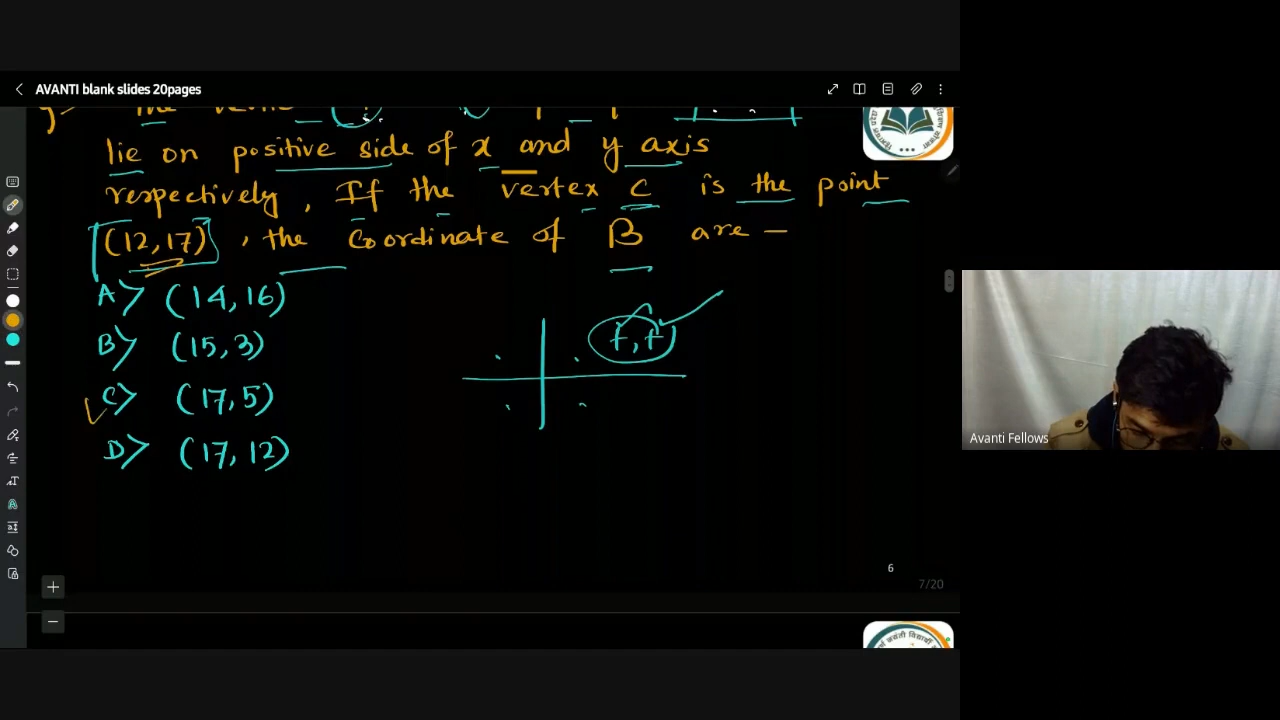 AVANTI blank slides 20pages
lie on positive side of x and y axis
respectively, If the vertex C is the point
(12,17), the Coordinate of B are —
A> (14,16)
B> (15,3)
C> (17,5)
D> (17,12)
+,+
Avanti Fellows
6
7/20